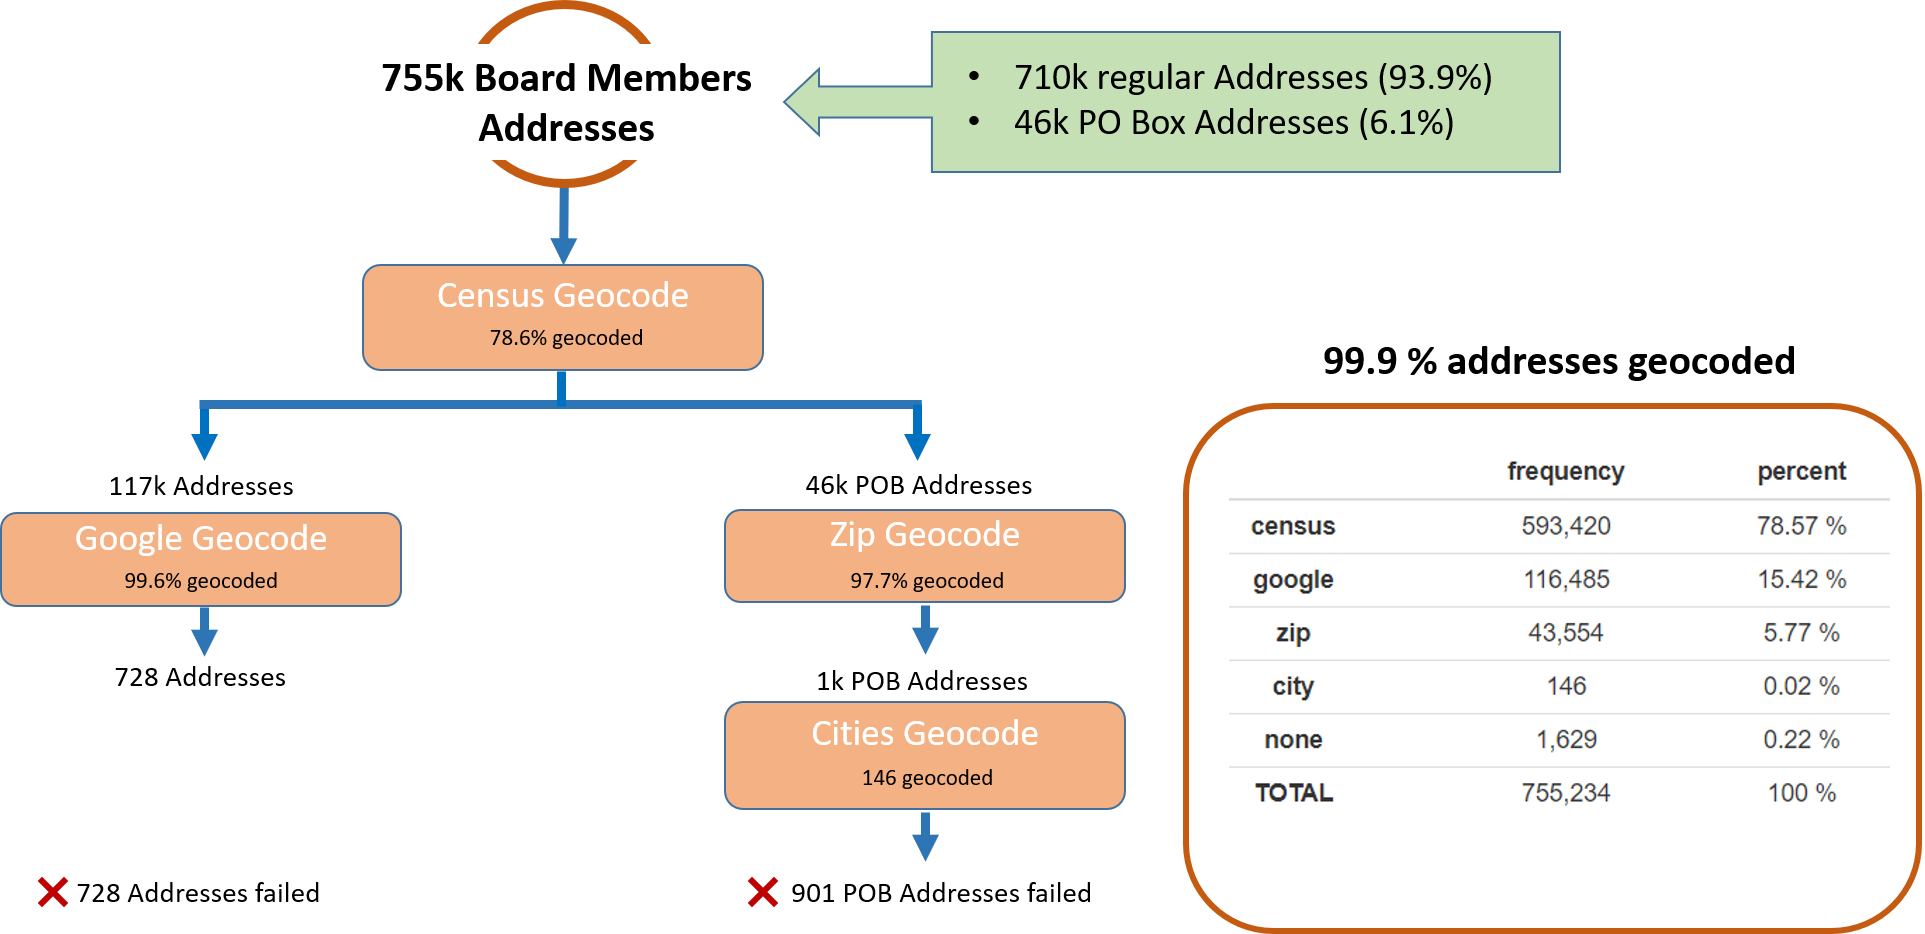 755k Board Members
Addresses
• 710k regular Addresses (93.9%)
• 46k PO Box Addresses (6.1%)
Census Geocode
78.6% geocoded
117k Addresses
Google Geocode
99.6% geocoded
728 Addresses
728 Addresses failed
46k POB Addresses
Zip Geocode
97.7% geocoded
1k POB Addresses
Cities Geocode
146 geocoded
901 POB Addresses failed
99.9 % addresses geocoded
frequency percent
census 593,420 78.57 %
google 116,485 15.42 %
zip 43,554 5.77 %
city 146 0.02 %
none 1,629 0.22 %
TOTAL 755,234 100 %